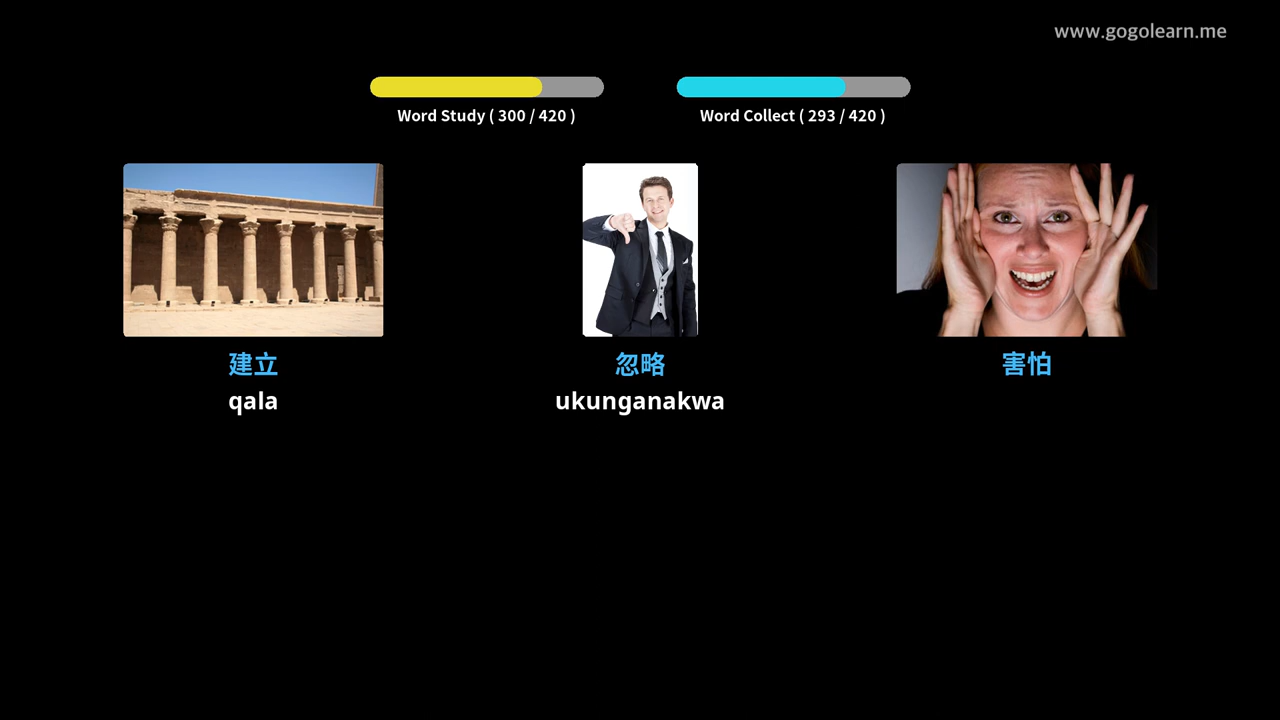 www.gogolearn.me
Word Study ( 300 / 420 )
Word Collect ( 293 / 420 )
建立
忽略
害怕
qala
ukunganakwa